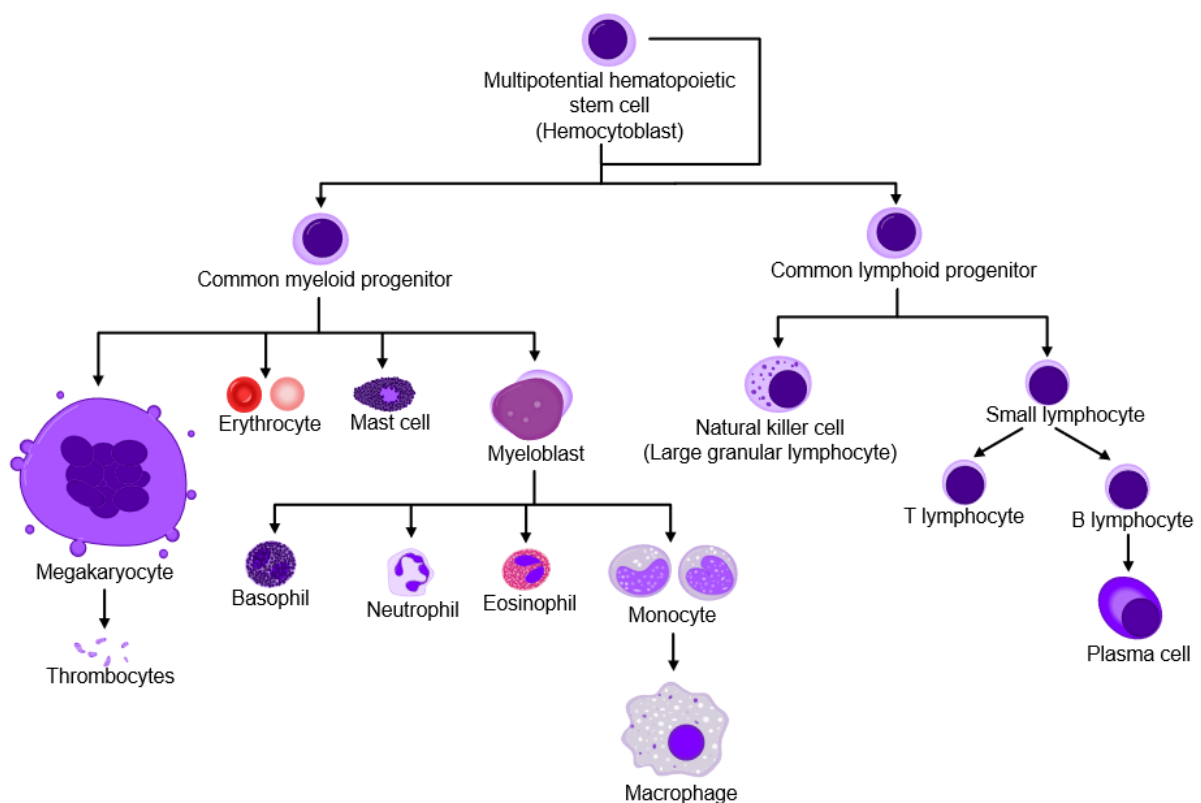 Multipotential hematopoietic
stem cell
(Hemocytoblast)
Common myeloid progenitor
Common lymphoid progenitor
Erythrocyte
Mast cell
Myeloblast
Natural killer cell
(Large granular lymphocyte)
Small lymphocyte
T lymphocyte
B lymphocyte
Megakaryocyte
Basophil
Neutrophil
Eosinophil
Monocyte
Plasma cell
Thrombocytes
Macrophage